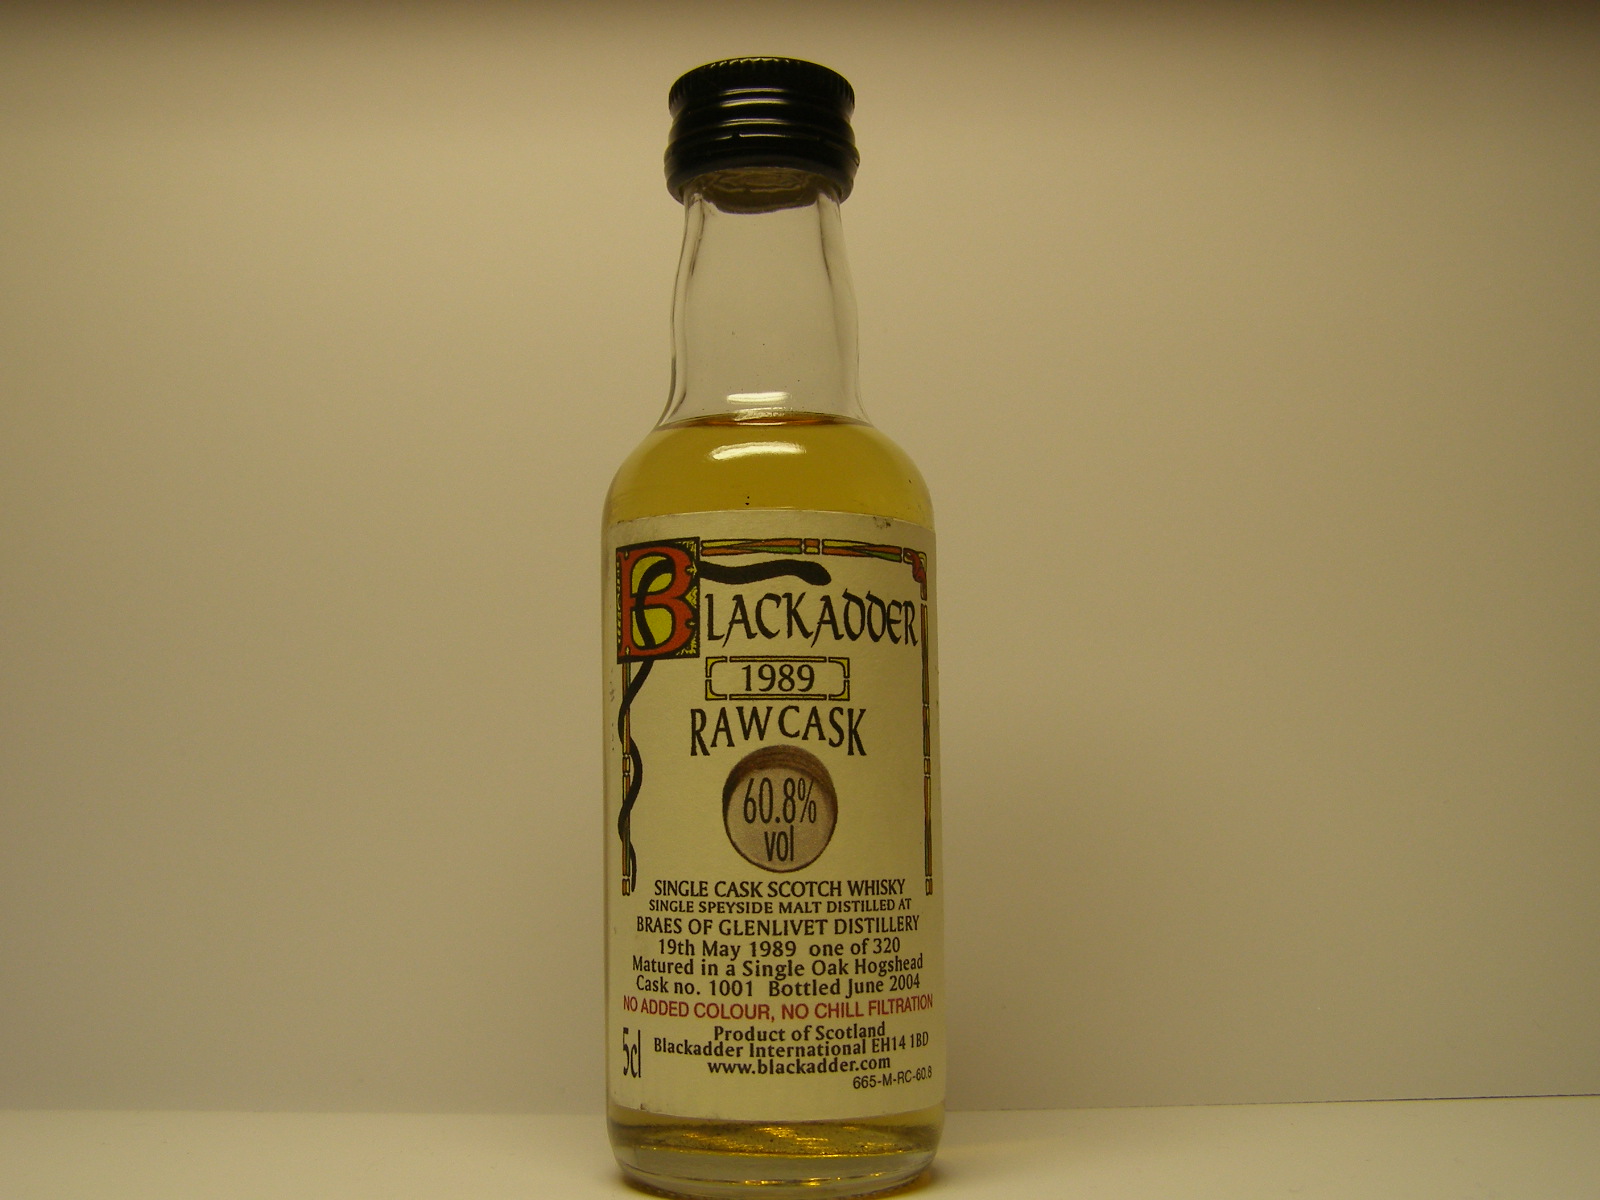 BLACKADDER
1989
RAW CASK
60.8%
vol
SINGLE CASK SCOTCH WHISKY
SINGLE SPEYSIDE MALT DISTILLED AT
BRAES OF GLENLIVET DISTILLERY
19th May 1989 one of 320
Matured in a Single Oak Hogshead
Cask no. 1001 Bottled June 2004
NO ADDED COLOUR, NO CHILL FILTRATION
Product of Scotland
5cl Blackadder International EH14 1BD
www.blackadder.com
665-M-RC-60.8